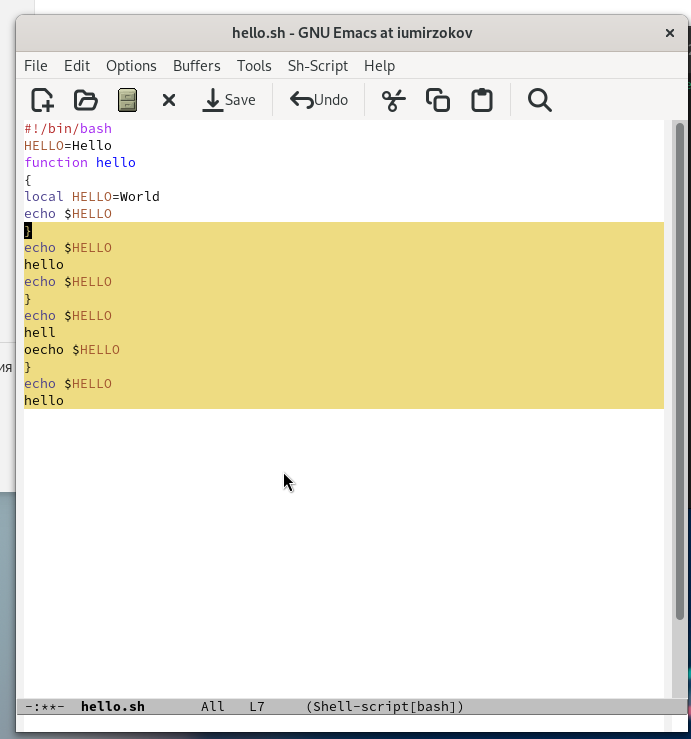 hello.sh - GNU Emacs at iumirzokov
File Edit Options Buffers Tools Sh-Script Help
Save Undo
#!/bin/bash
HELLO=Hello
function hello
{
local HELLO=World
echo $HELLO
}
echo $HELLO
hello
echo $HELLO
}
echo $HELLO
hell
oecho $HELLO
}
echo $HELLO
hello
ия
-:**- hello.sh All L7 (Shell-script[bash])